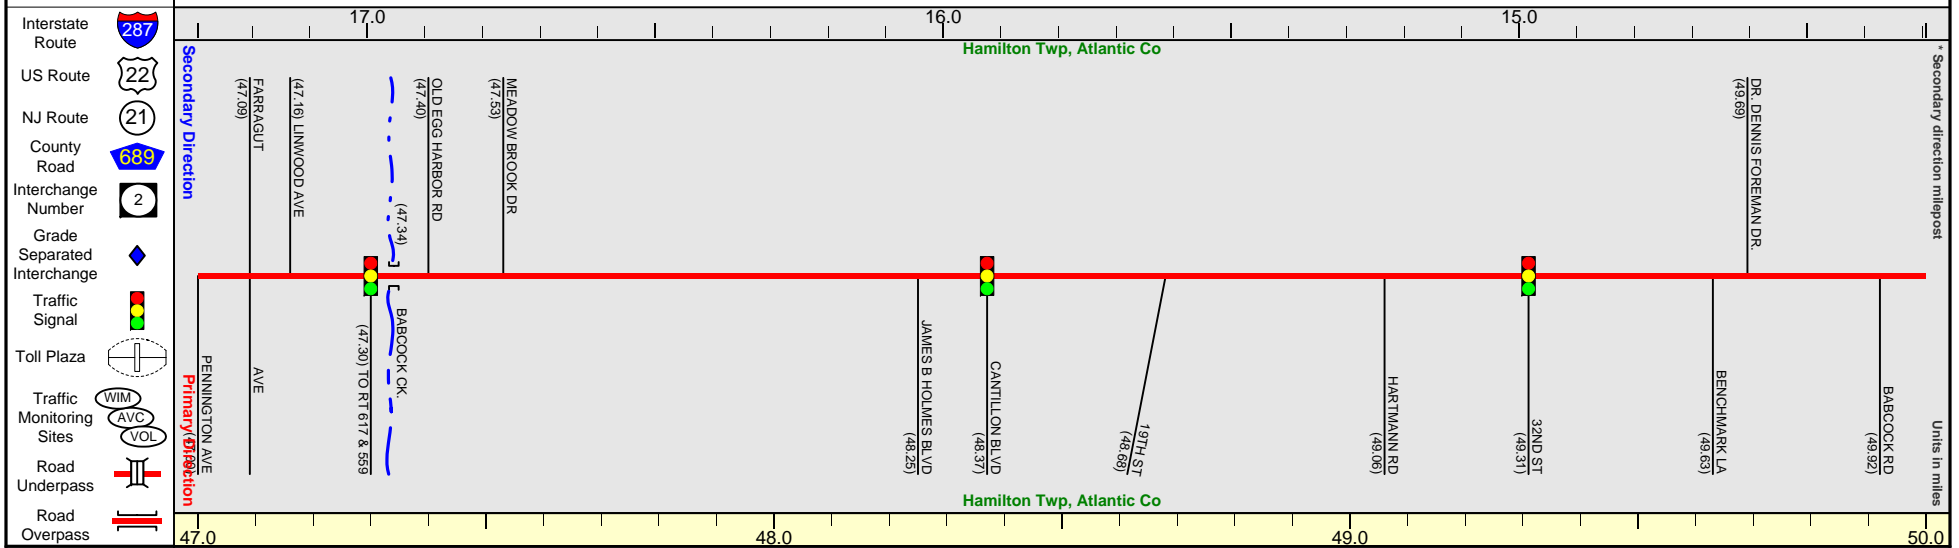 Interstate
Route
287
US Route
22
NJ Route
21
County
Road
689
Interchange
Number
2
Grade
Separated
Interchange
Traffic
Signal
Toll Plaza
Traffic
Monitoring
Sites
WIM
AVC
VOL
Road
Underpass
Road
Overpass
17.0
16.0
15.0
Hamilton Twp, Atlantic Co
Secondary Direction
* Secondary direction milepost
FARRAGUT
(47.09)
(47.16) LINWOOD AVE
(47.34)
OLD EGG HARBOR RD
(47.40)
MEADOW BROOK DR
(47.53)
DR. DENNIS FOREMAN DR.
(49.69)
Primary Direction
PENNINGTON AVE
(47.00)
AVE
(47.30) TO RT 617 & 559
BABCOCK CK.
JAMES B HOLMES BLVD
(48.25)
CANTILLON BLVD
(48.37)
19TH ST
(48.68)
HARTMANN RD
(49.06)
32ND ST
(49.31)
BENCHMARK LA
(49.63)
BABCOCK RD
(49.92)
Units in miles
Hamilton Twp, Atlantic Co
47.0
48.0
49.0
50.0